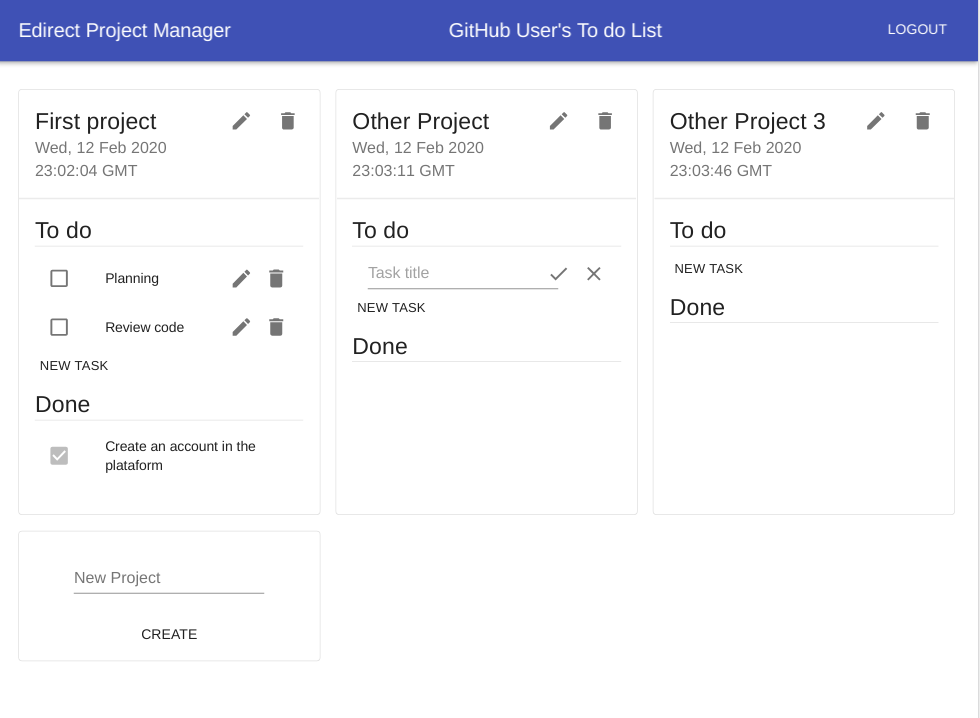 Edirect Project Manager
GitHub User's To do List
LOGOUT
First project
Wed, 12 Feb 2020
23:02:04 GMT
To do
Planning
Review code
NEW TASK
Done
Create an account in the
plataform
Other Project
Wed, 12 Feb 2020
23:03:11 GMT
To do
Task title
NEW TASK
Done
Other Project 3
Wed, 12 Feb 2020
23:03:46 GMT
To do
NEW TASK
Done
New Project
CREATE